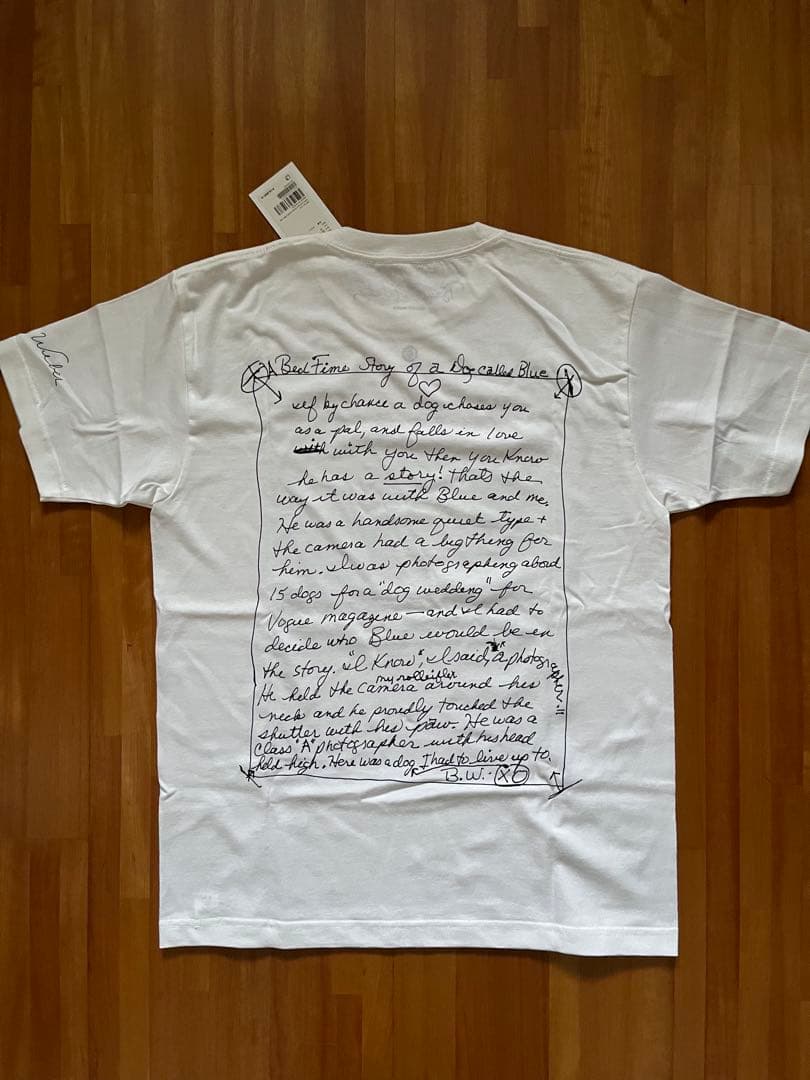 Weber
A Bed Time Story of a Dog called Blue
If by chance a dog choses you
as a pal, and falls in love
with with you then you Know
he has a story! Thats the
way it was with Blue and me.
He was a handsome quiet type +
the camera had a big thing for
him. I was photographing about
15 dogs for a "dog wedding" for
Vogue magazine — and I had to
decide who Blue would be in
the story. "I Know", I said, "A photographer"!!
my rolleiflex
He held the camera around his
neck and he proudly touched the
shutter with his paw. He was a
Class "A" photographer with his head
held high. Here was a dog I had to live up to.
B.W.